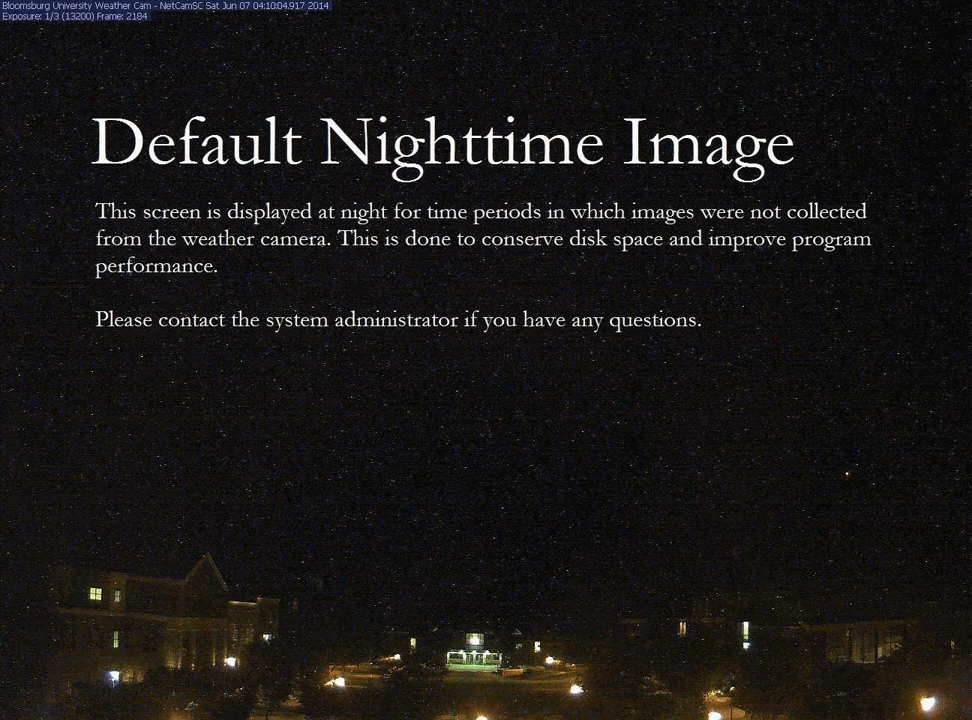 Bloomsburg University Weather Cam - NetCamSC Sat Jun 07 04:10:04.917 2014
Exposure: 1/3 (13200) Frame: 2184
Default Nighttime Image
This screen is displayed at night for time periods in which images were not collected
from the weather camera. This is done to conserve disk space and improve program
performance.
Please contact the system administrator if you have any questions.